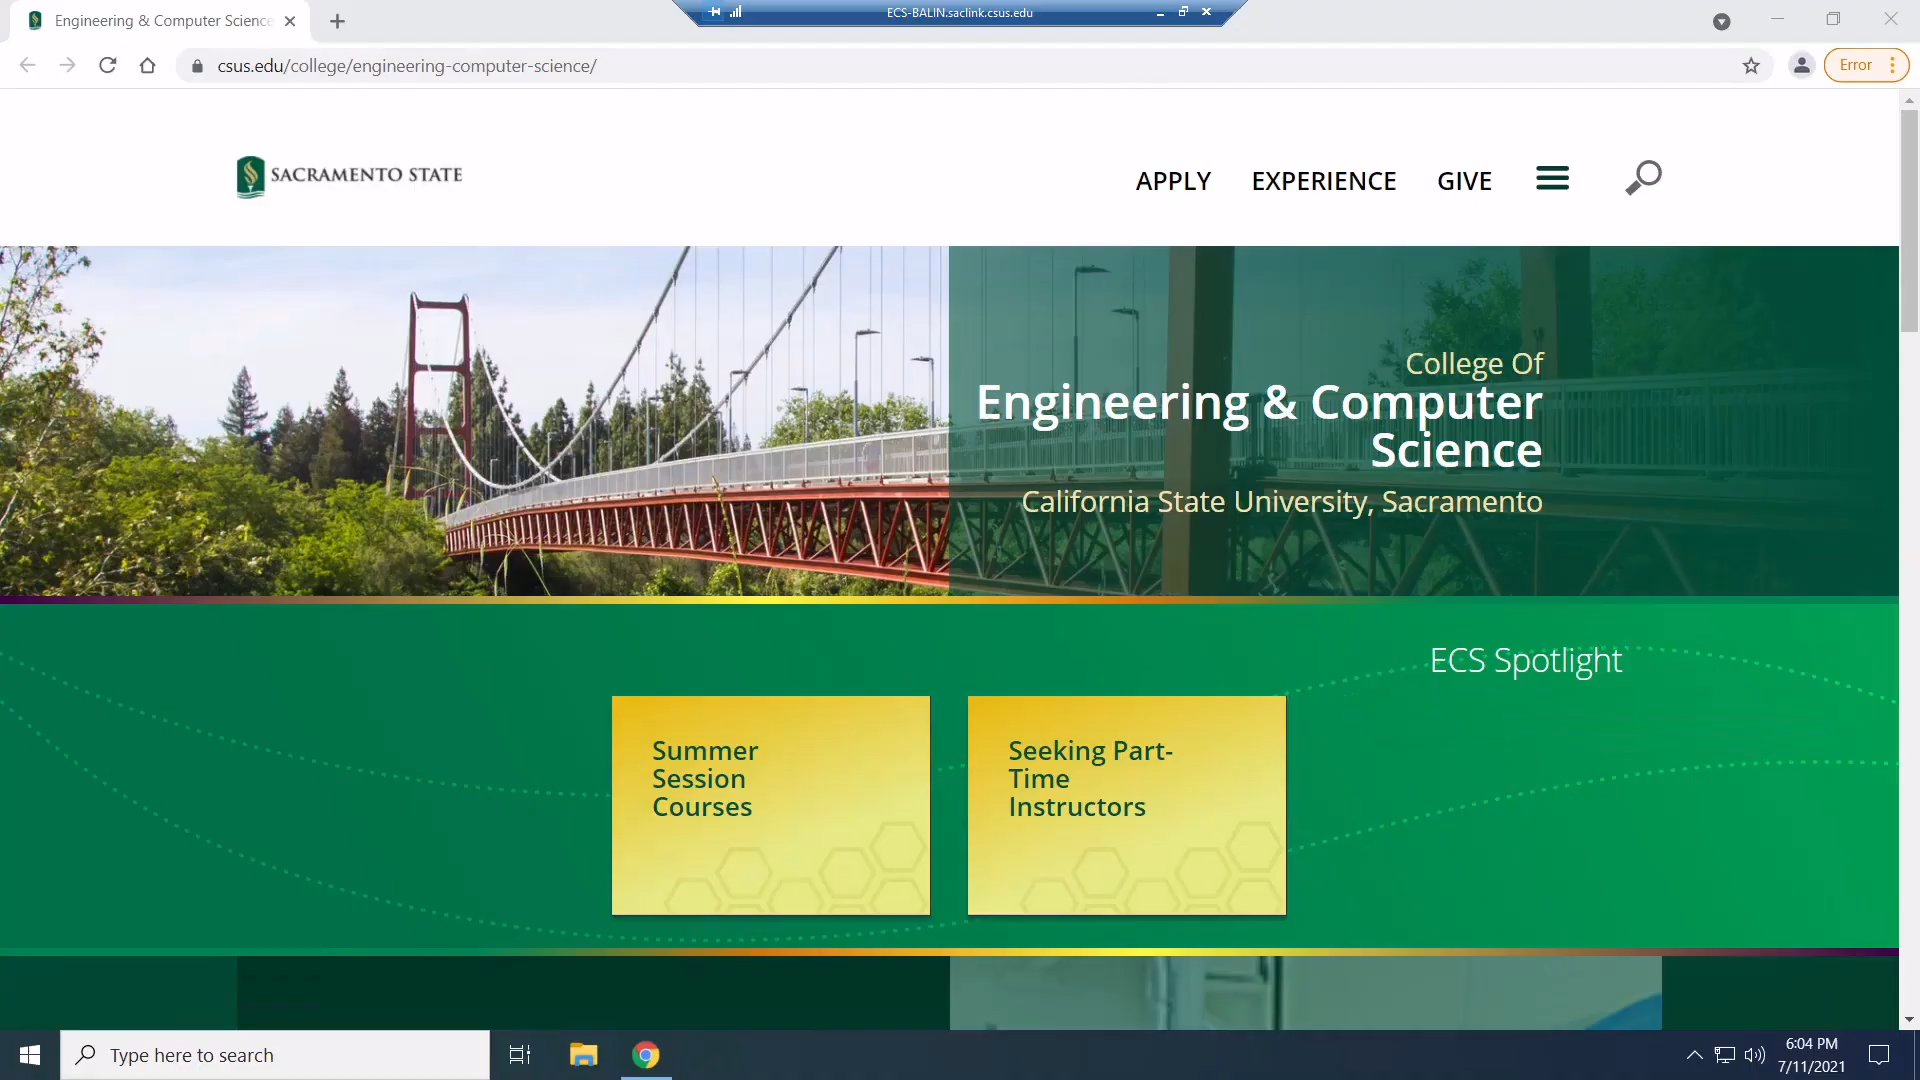 Engineering & Computer Science
ECS-BALIN.saclink.csus.edu
csus.edu/college/engineering-computer-science/
Error
SACRAMENTO STATE
APPLY EXPERIENCE GIVE
College Of
Engineering & Computer
Science
California State University, Sacramento
ECS Spotlight
Summer
Session
Courses
Seeking Part-
Time
Instructors
Type here to search
6:04 PM
7/11/2021